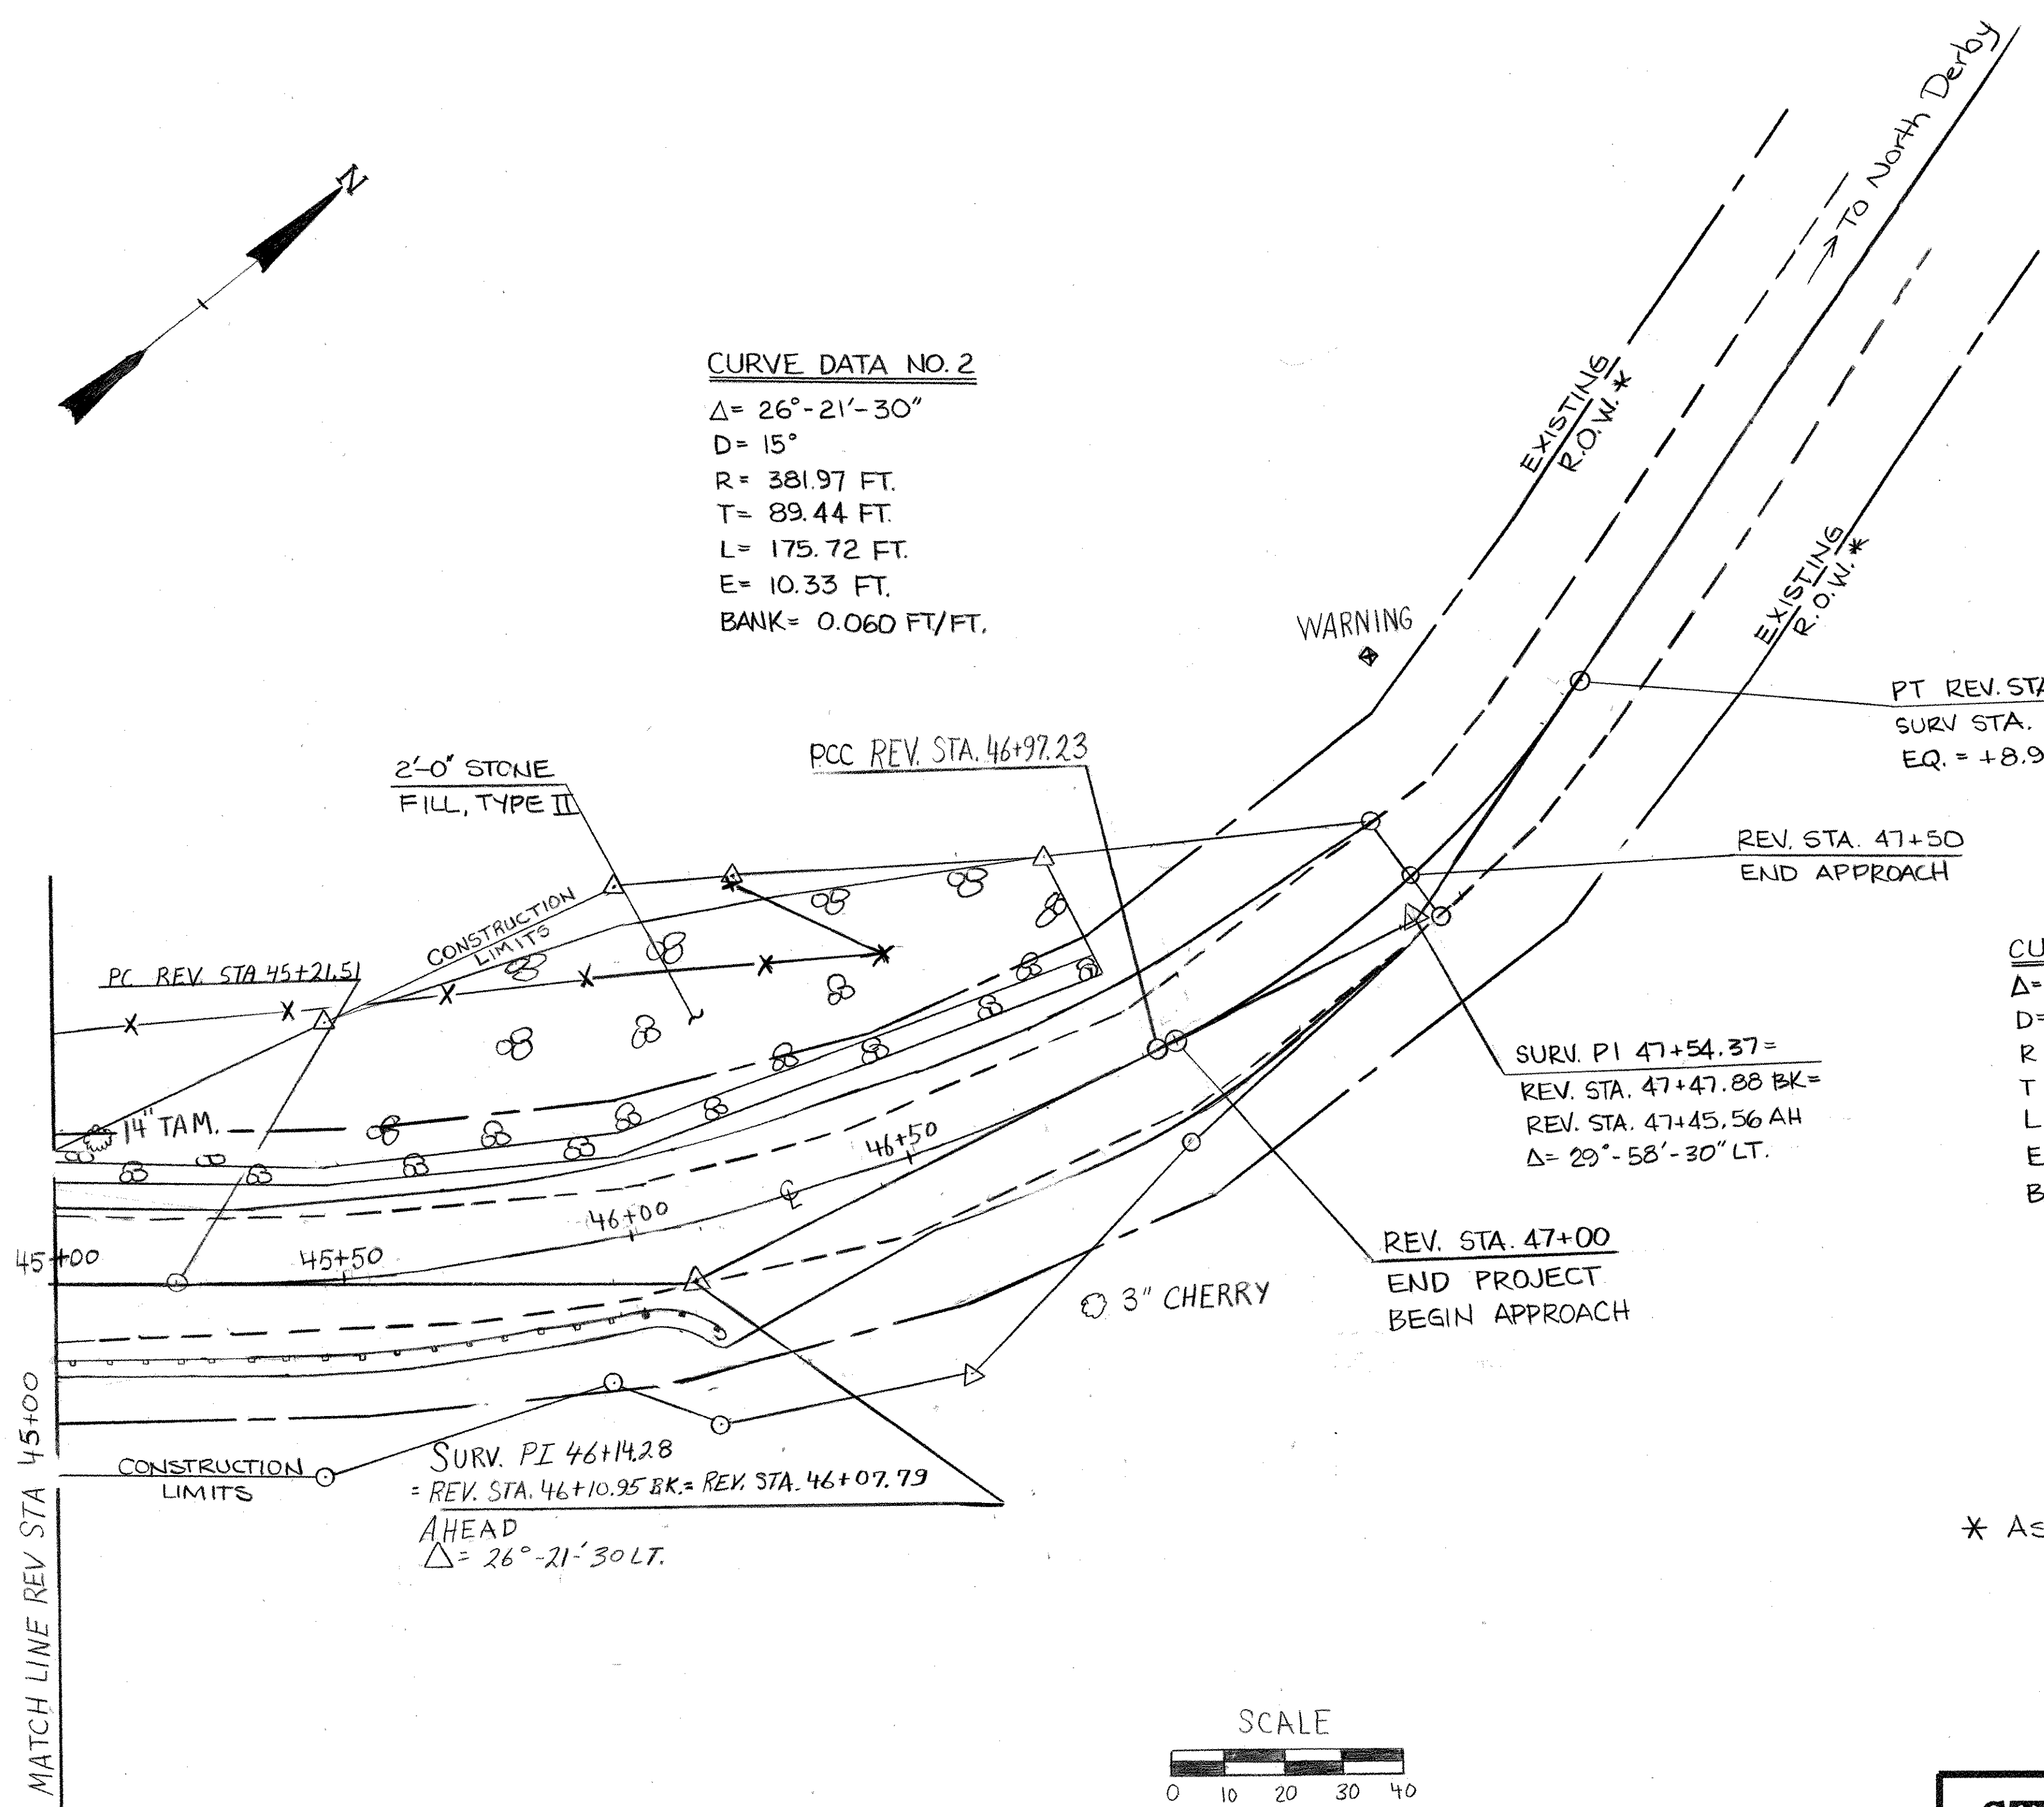 N
To North Derby
CURVE DATA NO. 2
Δ= 26°-21'-30"
D= 15°
R= 381.97 FT.
T= 89.44 FT.
L= 175.72 FT.
E= 10.33 FT.
BANK= 0.060 FT/FT.
EXISTING
R.O.W.*
EXISTING
R.O.W.*
WARNING
PT REV. STA
SURV STA.
EQ. = +8.9
PCC REV. STA. 46+97.23
2'-0" STONE
FILL, TYPE II
REV. STA. 47+50
END APPROACH
CONSTRUCTION
LIMITS
PC REV. STA 45+21.51
CU
Δ=
D=
R
T
L
E
B
SURV. PI 47+54.37=
REV. STA. 47+47.88 BK=
REV. STA. 47+45.56 AH
Δ= 29°-58'-30" LT.
14" TAM.
46+50
℄
46+00
45+50
45+00
REV. STA. 47+00
END PROJECT
BEGIN APPROACH
3" CHERRY
CONSTRUCTION
LIMITS
SURV. PI 46+14.28
= REV. STA. 46+10.95 BK.= REV. STA. 46+07.79
AHEAD
Δ= 26°-21-'30 LT.
MATCH LINE REV STA 45+00
* As
SCALE
0 10 20 30 40